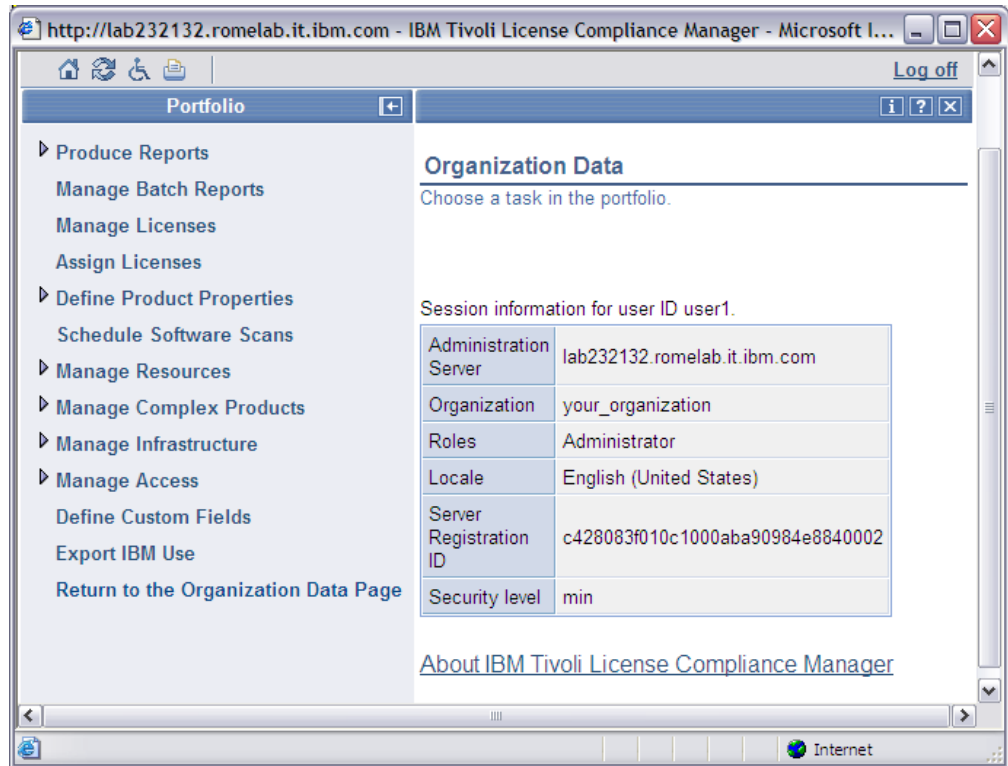 http://lab232132.romelab.it.ibm.com - IBM Tivoli License Compliance Manager - Microsoft I...
Log off
Portfolio
i ? X
Produce Reports
Manage Batch Reports
Manage Licenses
Assign Licenses
Define Product Properties
Schedule Software Scans
Manage Resources
Manage Complex Products
Manage Infrastructure
Manage Access
Define Custom Fields
Export IBM Use
Return to the Organization Data Page
Organization Data
Choose a task in the portfolio.
Session information for user ID user1.
Administration
Server
lab232132.romelab.it.ibm.com
Organization your_organization
Roles Administrator
Locale English (United States)
Server
Registration
ID
c428083f010c1000aba90984e8840002
Security level min
About IBM Tivoli License Compliance Manager
Internet